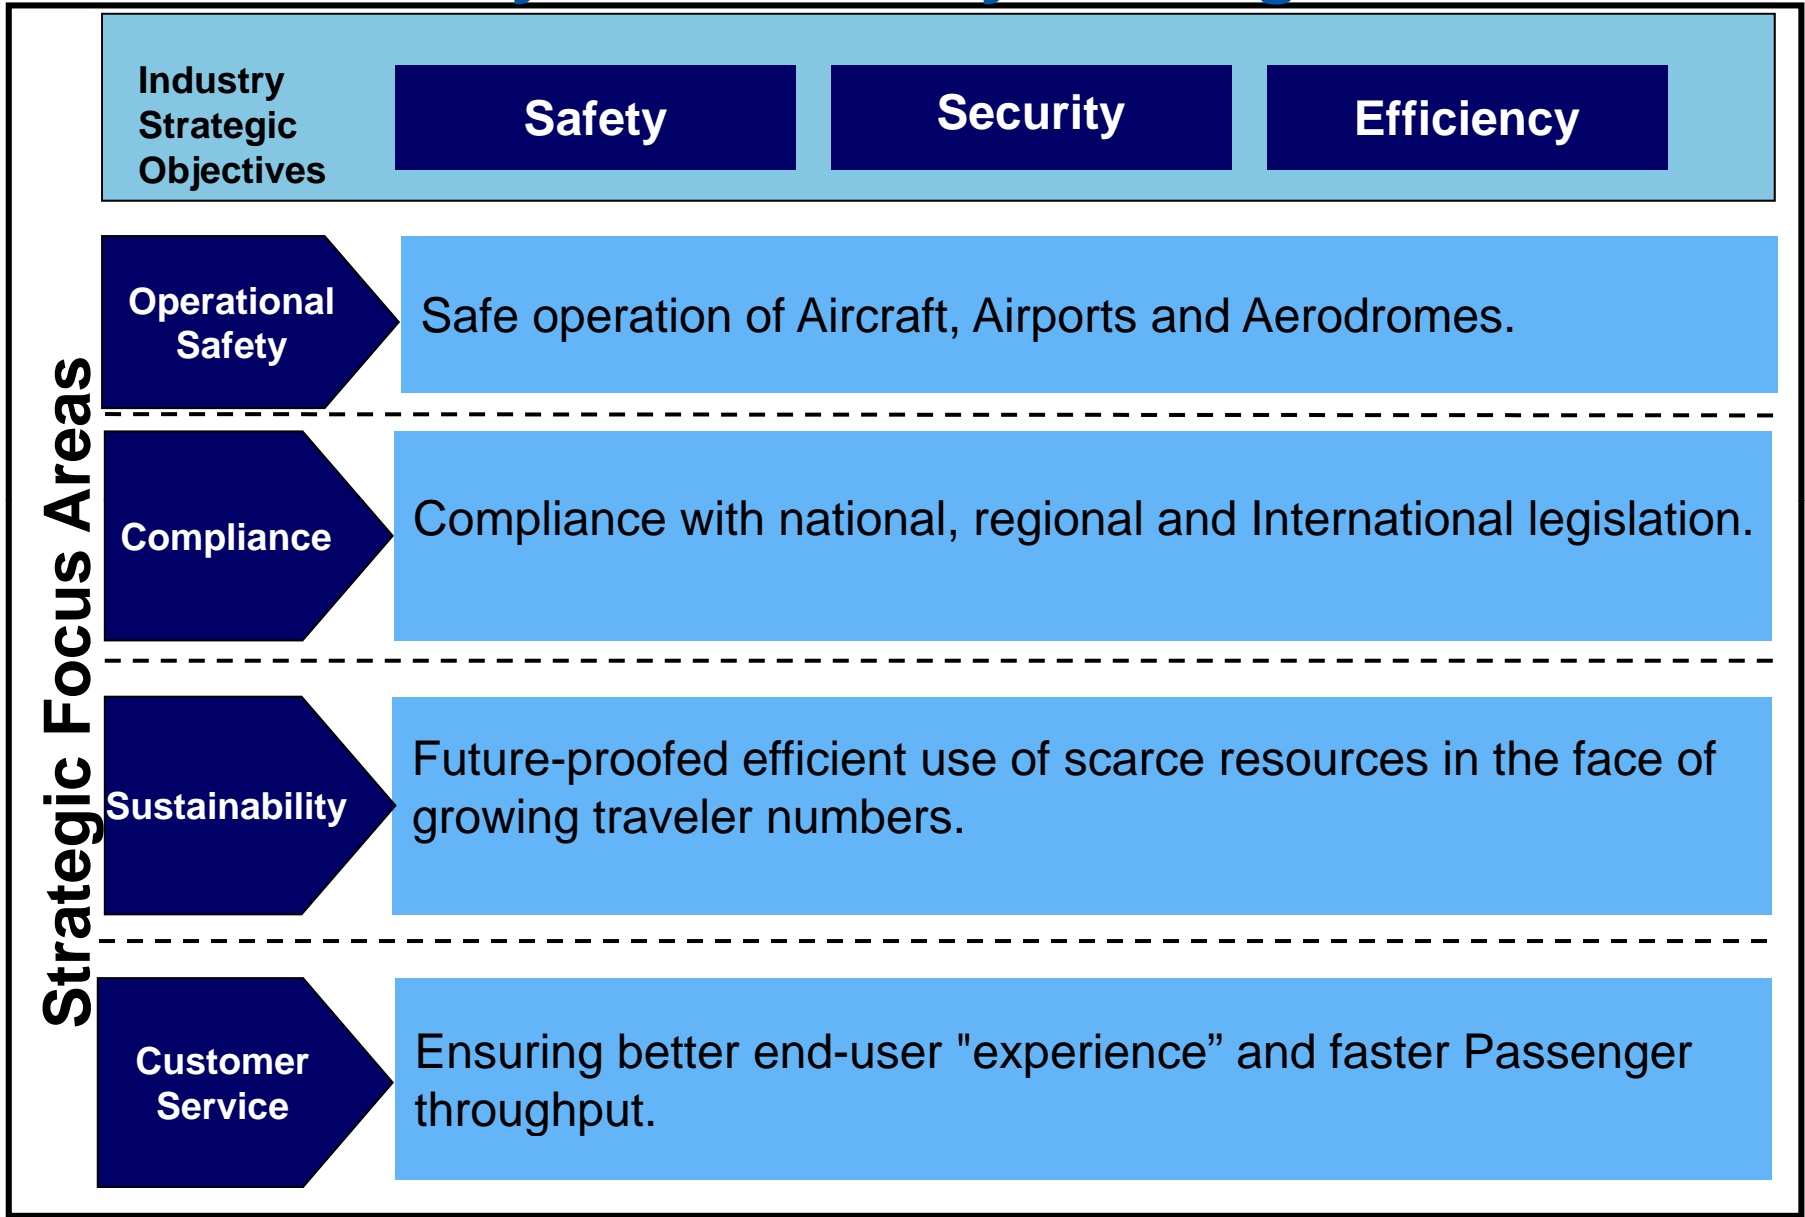 Industry
Strategic
Objectives
Safety
Security
Efficiency
Strategic Focus Areas
Operational
Safety
Safe operation of Aircraft, Airports and Aerodromes.
Compliance
Compliance with national, regional and International legislation.
Sustainability
Future-proofed efficient use of scarce resources in the face of
growing traveler numbers.
Customer
Service
Ensuring better end-user "experience” and faster Passenger
throughput.